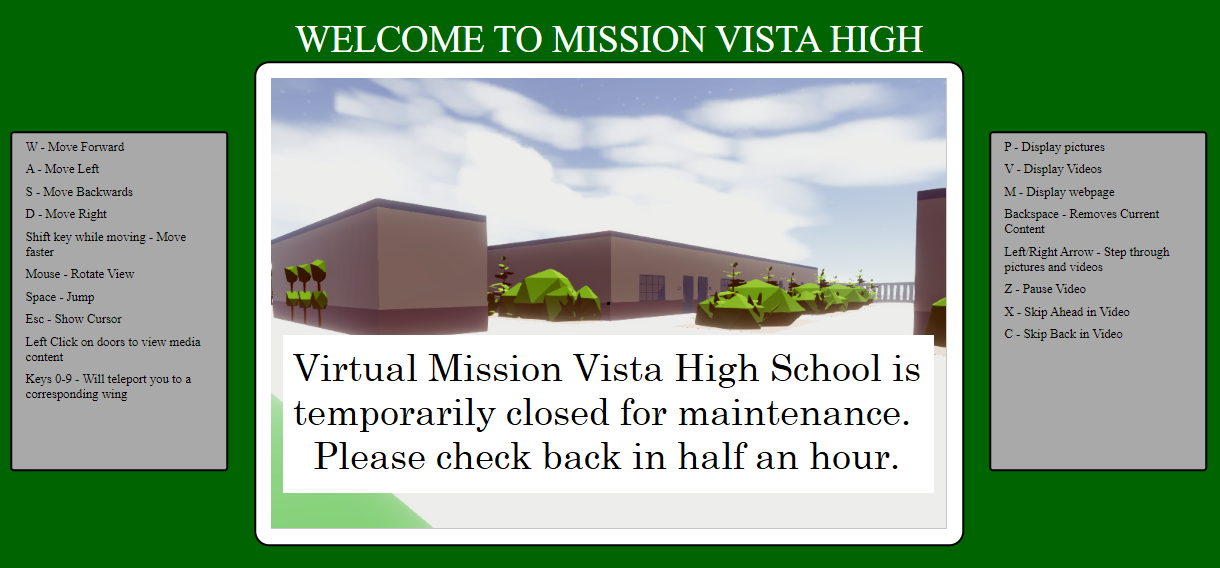 WELCOME TO MISSION VISTA HIGH
W - Move Forward
A - Move Left
S - Move Backwards
D - Move Right
Shift key while moving - Move
faster
Mouse - Rotate View
Space - Jump
Esc - Show Cursor
Left Click on doors to view media
content
Keys 0-9 - Will teleport you to a
corresponding wing
Virtual Mission Vista High School is
temporarily closed for maintenance.
Please check back in half an hour.
P - Display pictures
V - Display Videos
M - Display webpage
Backspace - Removes Current
Content
Left/Right Arrow - Step through
pictures and videos
Z - Pause Video
X - Skip Ahead in Video
C - Skip Back in Video